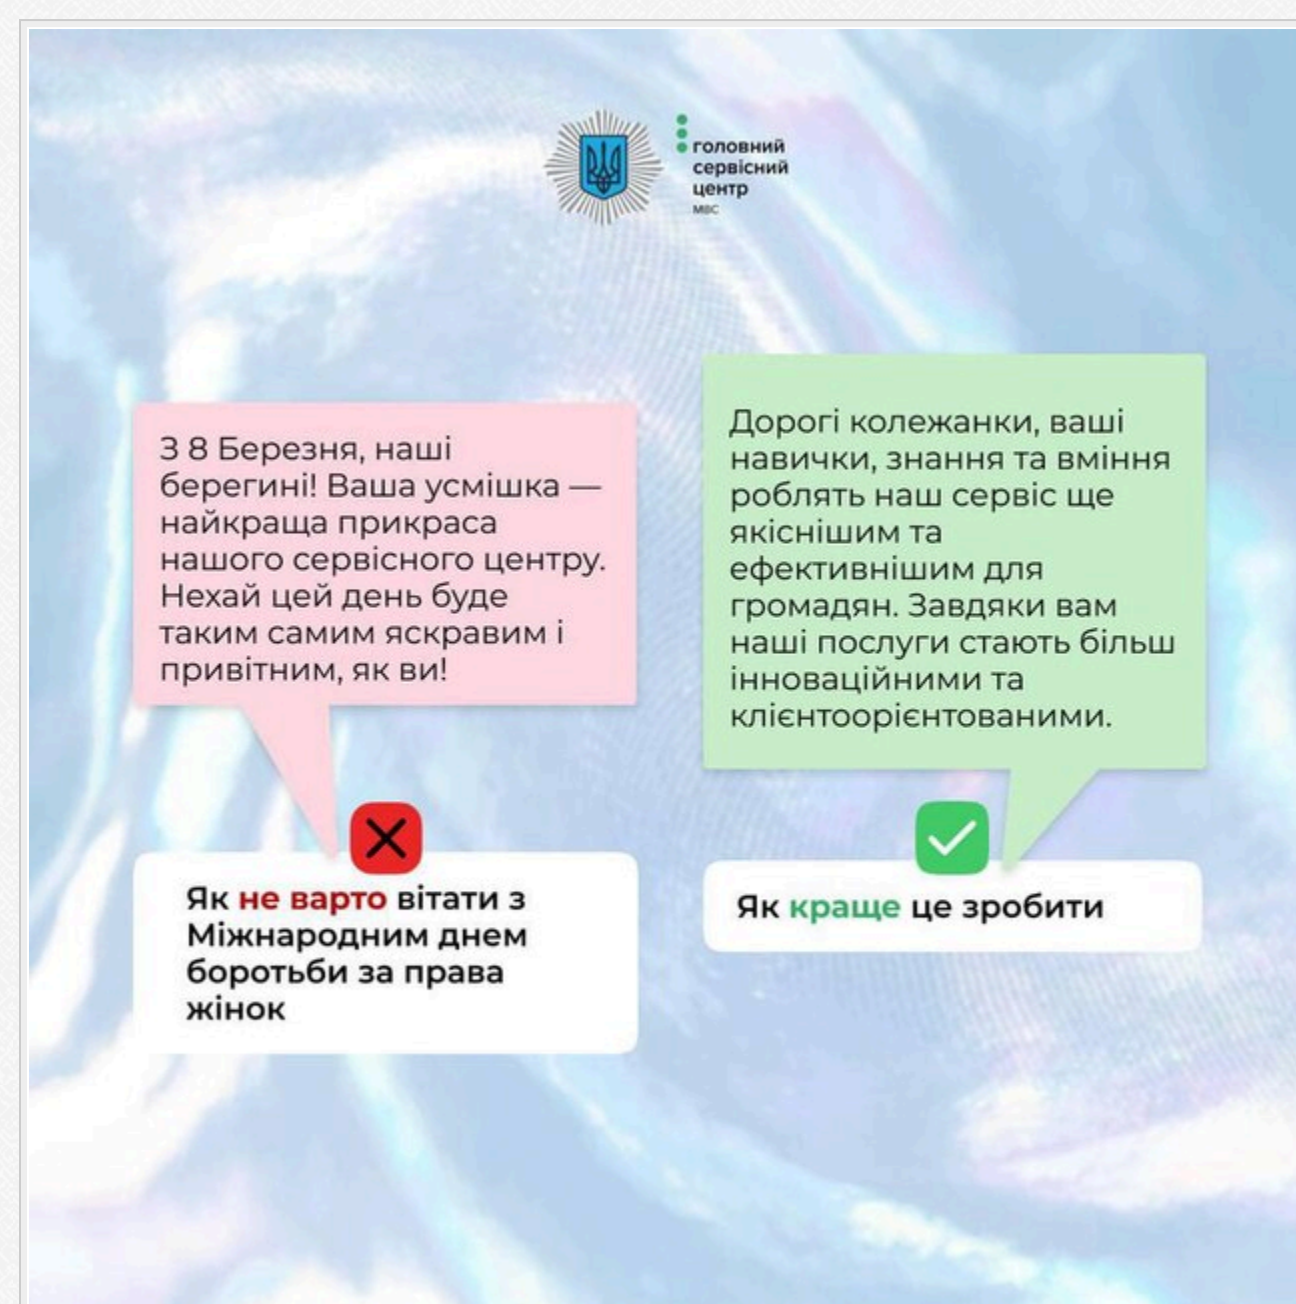 головний
сервісний
центр
МВС
З 8 Березня, наші
берегині! Ваша усмішка —
найкраща прикраса
нашого сервісного центру.
Нехай цей день буде
таким самим яскравим і
привітним, як ви!
Як не варто вітати з
Міжнародним днем
боротьби за права
жінок
Дорогі колежанки, ваші
навички, знання та вміння
роблять наш сервіс ще
якіснішим та
ефективнішим для
громадян. Завдяки вам
наші послуги стають більш
інноваційними та
клієнтоорієнтованими.
Як краще це зробити